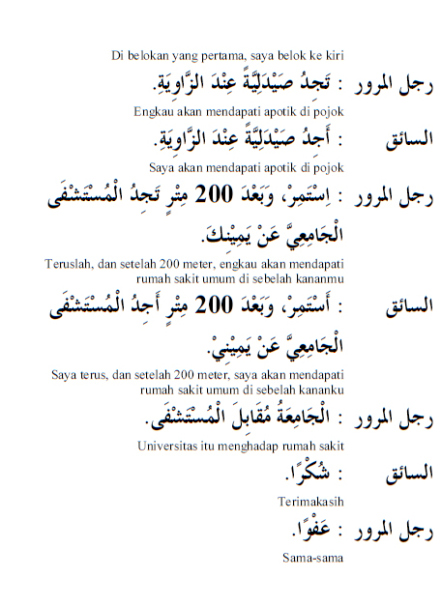 Di belokan yang pertama, saya belok ke kiri
رجل المرور : تَجِدُ صَيْدَلِيَّةً عِنْدَ الزَّاوِيَةِ.
Engkau akan mendapati apotik di pojok
السائق : أَجِدُ صَيْدَلِيَّةً عِنْدَ الزَّاوِيَةِ.
Saya akan mendapati apotik di pojok
رجل المرور : اِسْتَمِرْ، وَبَعْدَ 200 مِتْرٍ تَجِدُ الْمُسْتَشْفَى
الْجَامِعِيَّ عَنْ يَمِيْنِكَ.
Teruslah, dan setelah 200 meter, engkau akan mendapati
rumah sakit umum di sebelah kananmu
السائق : أَسْتَمِرْ، وَبَعْدَ 200 مِتْرٍ أَجِدُ الْمُسْتَشْفَى
الْجَامِعِيَّ عَنْ يَمِيْنِيْ.
Saya terus, dan setelah 200 meter, saya akan mendapati
rumah sakit umum di sebelah kananku
رجل المرور : الْجَامِعَةُ مُقَابِلَ الْمُسْتَشْفَى.
Universitas itu menghadap rumah sakit
السائق : شُكْرًا.
Terimakasih
رجل المرور : عَفْوًا.
Sama-sama